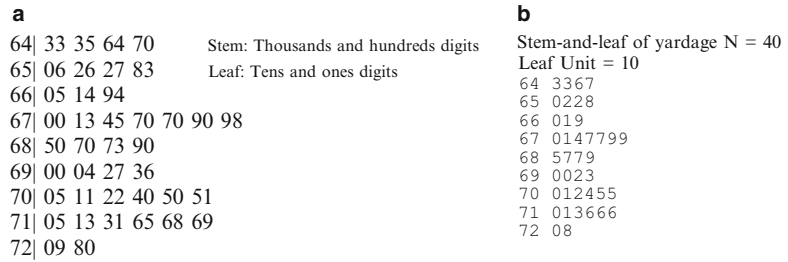 a
64| 33 35 64 70 Stem: Thousands and hundreds digits
65| 06 26 27 83 Leaf: Tens and ones digits
66| 05 14 94
67| 00 13 45 70 70 90 98
68| 50 70 73 90
69| 00 04 27 36
70| 05 11 22 40 50 51
71| 05 13 31 65 68 69
72| 09 80
b
Stem-and-leaf of yardage N = 40
Leaf Unit = 10
64 3367
65 0228
66 019
67 0147799
68 5779
69 0023
70 012455
71 013666
72 08